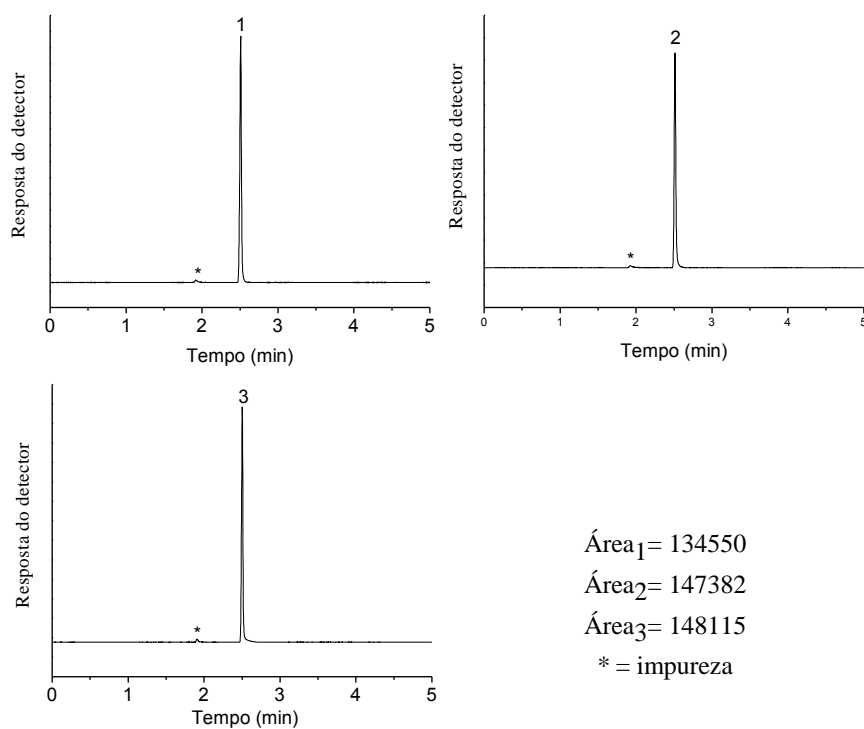 1
Resposta do detector
*
0 1 2 3 4 5
Tempo (min)
2
Resposta do detector
*
0 1 2 3 4 5
Tempo (min)
3
Resposta do detector
*
0 1 2 3 4 5
Tempo (min)
Área1= 134550
Área2= 147382
Área3= 148115
* = impureza